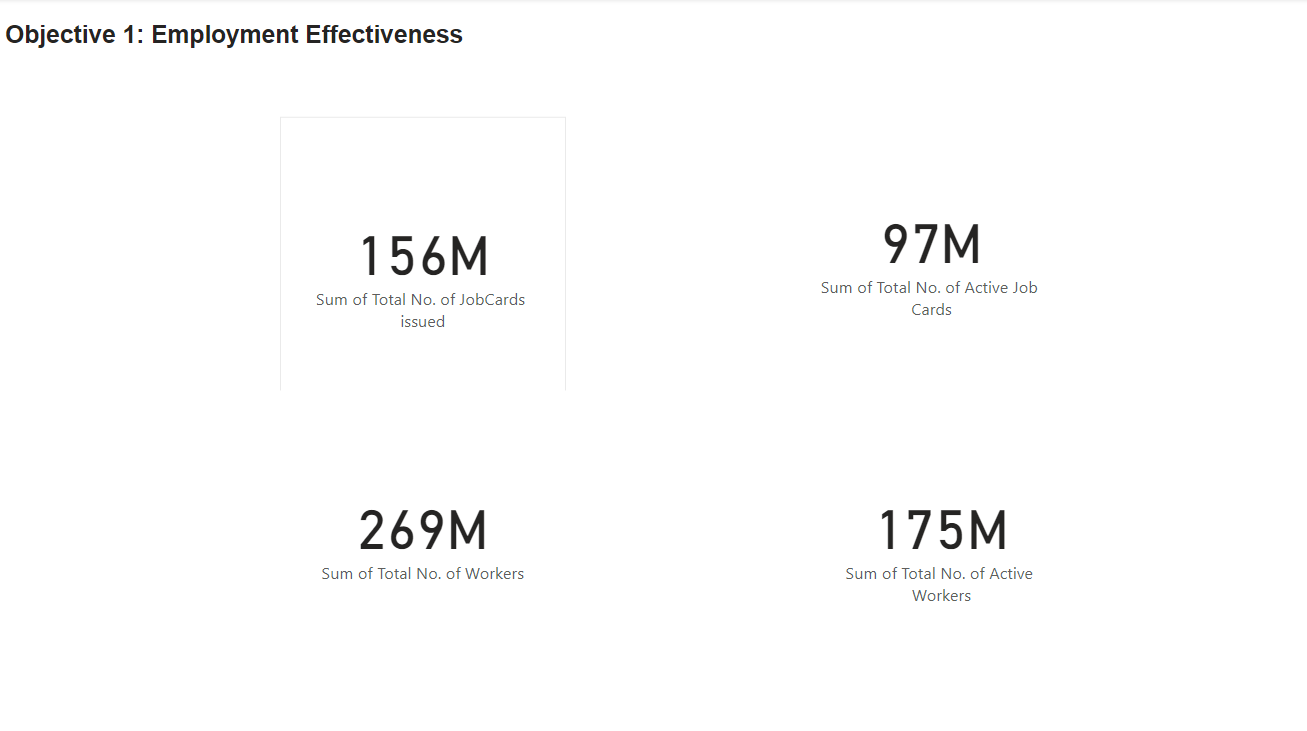 Objective 1: Employment Effectiveness
156M
Sum of Total No. of JobCards
issued
97M
Sum of Total No. of Active Job
Cards
269M
Sum of Total No. of Workers
175M
Sum of Total No. of Active
Workers